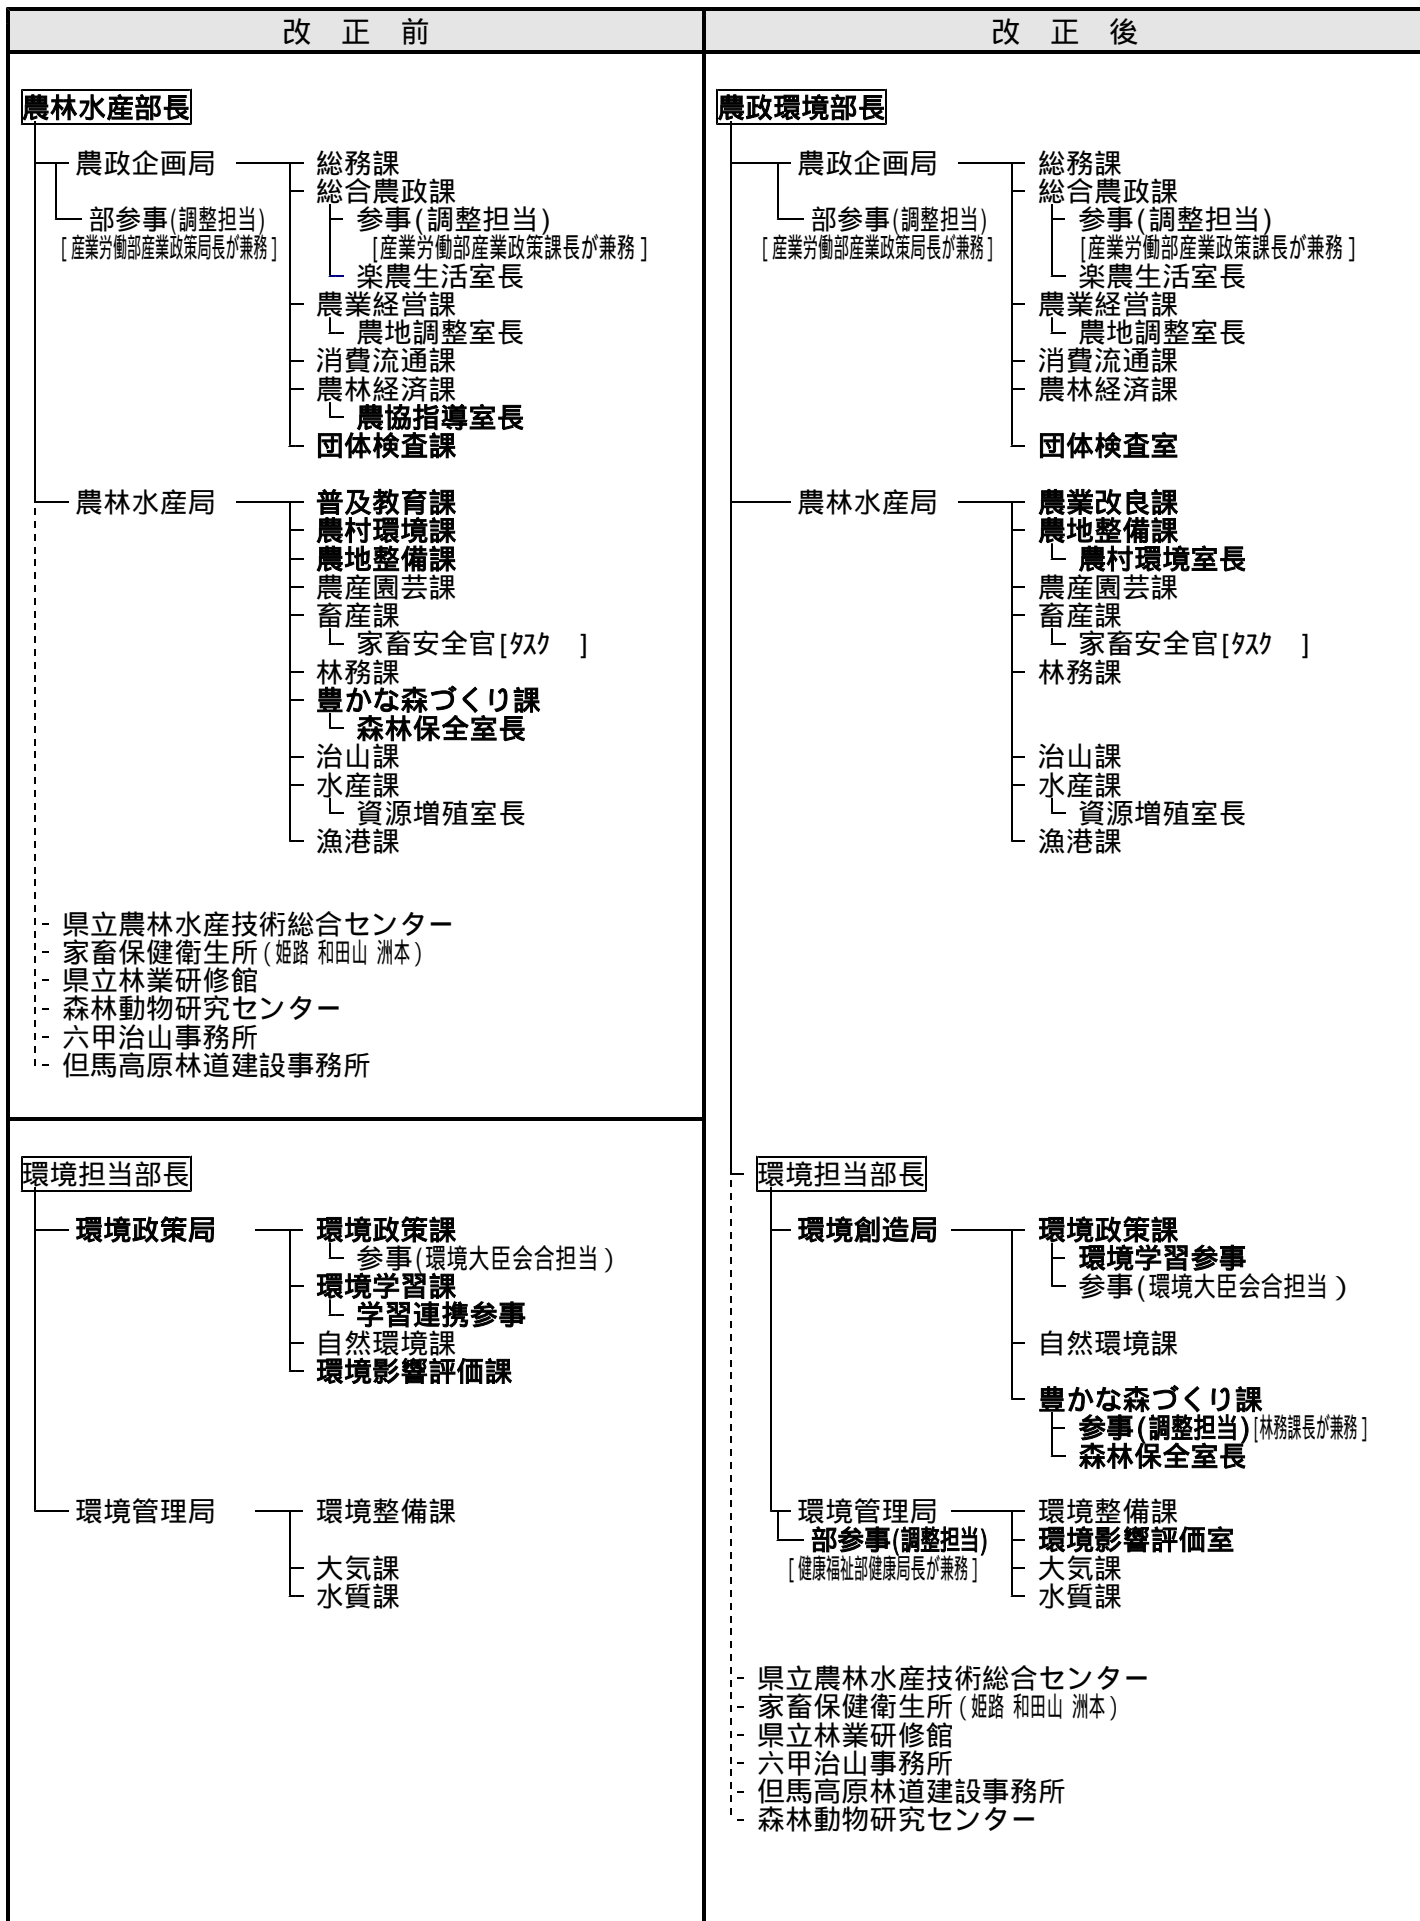 改 正 前
農林水産部長
農政企画局 総務課
総合農政課
部参事(調整担当) 参事(調整担当)
[産業労働部産業政策局長が兼務] [産業労働部産業政策課長が兼務]
楽農生活室長
農業経営課
農地調整室長
消費流通課
農林経済課
農協指導室長
団体検査課
農林水産局 普及教育課
農村環境課
農地整備課
農産園芸課
畜産課
家畜安全官[ﾀｽｸ ]
林務課
豊かな森づくり課
森林保全室長
治山課
水産課
資源増殖室長
漁港課
県立農林水産技術総合センター
家畜保健衛生所(姫路 和田山 洲本)
県立林業研修館
森林動物研究センター
六甲治山事務所
但馬高原林道建設事務所
環境担当部長
環境政策局 環境政策課
参事(環境大臣会合担当)
環境学習課
学習連携参事
自然環境課
環境影響評価課
環境管理局 環境整備課
大気課
水質課
改 正 後
農政環境部長
農政企画局 総務課
総合農政課
部参事(調整担当) 参事(調整担当)
[産業労働部産業政策局長が兼務] [産業労働部産業政策課長が兼務]
楽農生活室長
農業経営課
農地調整室長
消費流通課
農林経済課
団体検査室
農林水産局 農業改良課
農地整備課
農村環境室長
農産園芸課
畜産課
家畜安全官[ﾀｽｸ ]
林務課
治山課
水産課
資源増殖室長
漁港課
環境担当部長
環境創造局 環境政策課
環境学習参事
参事(環境大臣会合担当)
自然環境課
豊かな森づくり課
参事(調整担当)[林務課長が兼務]
森林保全室長
環境管理局 環境整備課
部参事(調整担当) 環境影響評価室
[健康福祉部健康局長が兼務] 大気課
水質課
県立農林水産技術総合センター
家畜保健衛生所(姫路 和田山 洲本)
県立林業研修館
六甲治山事務所
但馬高原林道建設事務所
森林動物研究センター